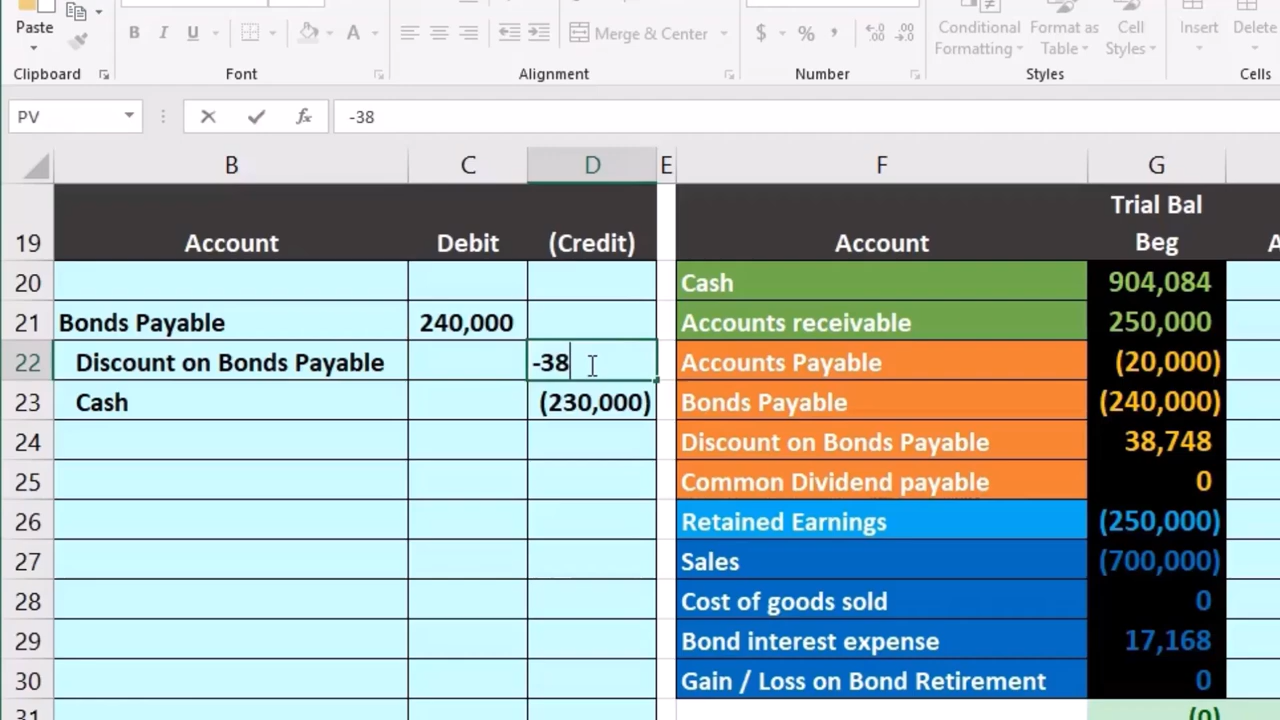 Paste
B I U A
Merge & Center
$ % ,
Conditional Formatting
Format as Table
Cell Styles
Insert
Delete
Clipboard
Font
Alignment
Number
Styles
Cells
PV
fx
-38
B C D E F G
19 Account Debit (Credit) Account Trial Bal Beg A
20 Cash 904,084
21 Bonds Payable 240,000 Accounts receivable 250,000
22 Discount on Bonds Payable -38 Accounts Payable (20,000)
23 Cash (230,000) Bonds Payable (240,000)
24 Discount on Bonds Payable 38,748
25 Common Dividend payable 0
26 Retained Earnings (250,000)
27 Sales (700,000)
28 Cost of goods sold 0
29 Bond interest expense 17,168
30 Gain / Loss on Bond Retirement 0
31 (0)